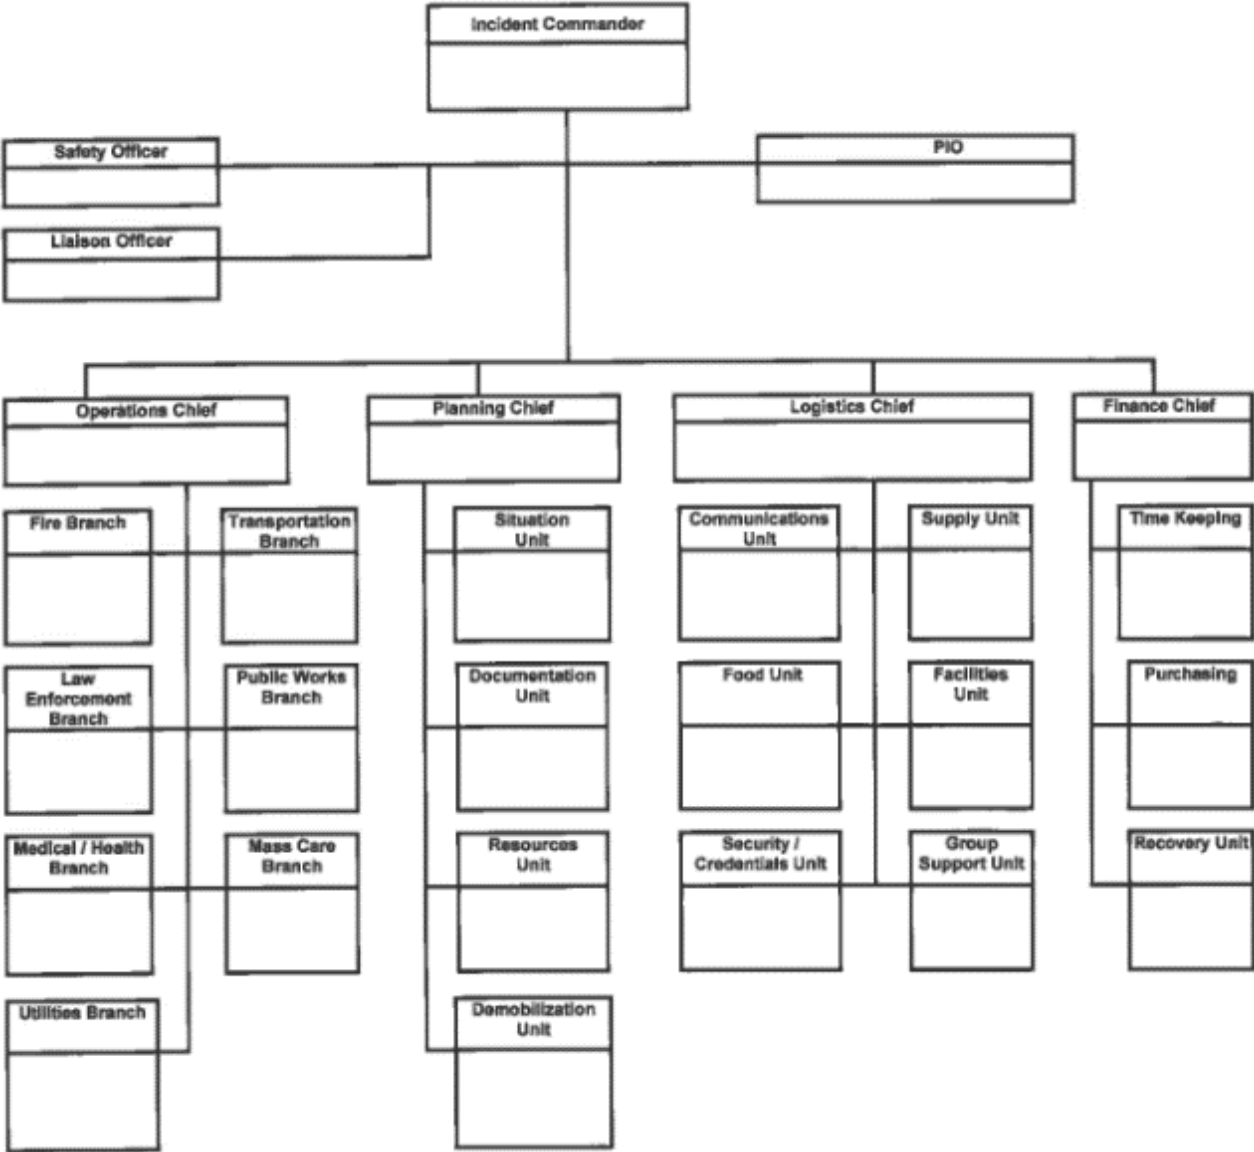 Incident Commander
Safety Officer
PIO
Liaison Officer
Operations Chief
Planning Chief
Logistics Chief
Finance Chief
Fire Branch
Transportation
Branch
Situation
Unit
Communications
Unit
Supply Unit
Time Keeping
Law
Enforcement
Branch
Public Works
Branch
Documentation
Unit
Food Unit
Facilities
Unit
Purchasing
Medical / Health
Branch
Mass Care
Branch
Resources
Unit
Security /
Credentials Unit
Group
Support Unit
Recovery Unit
Utilities Branch
Demobilization
Unit